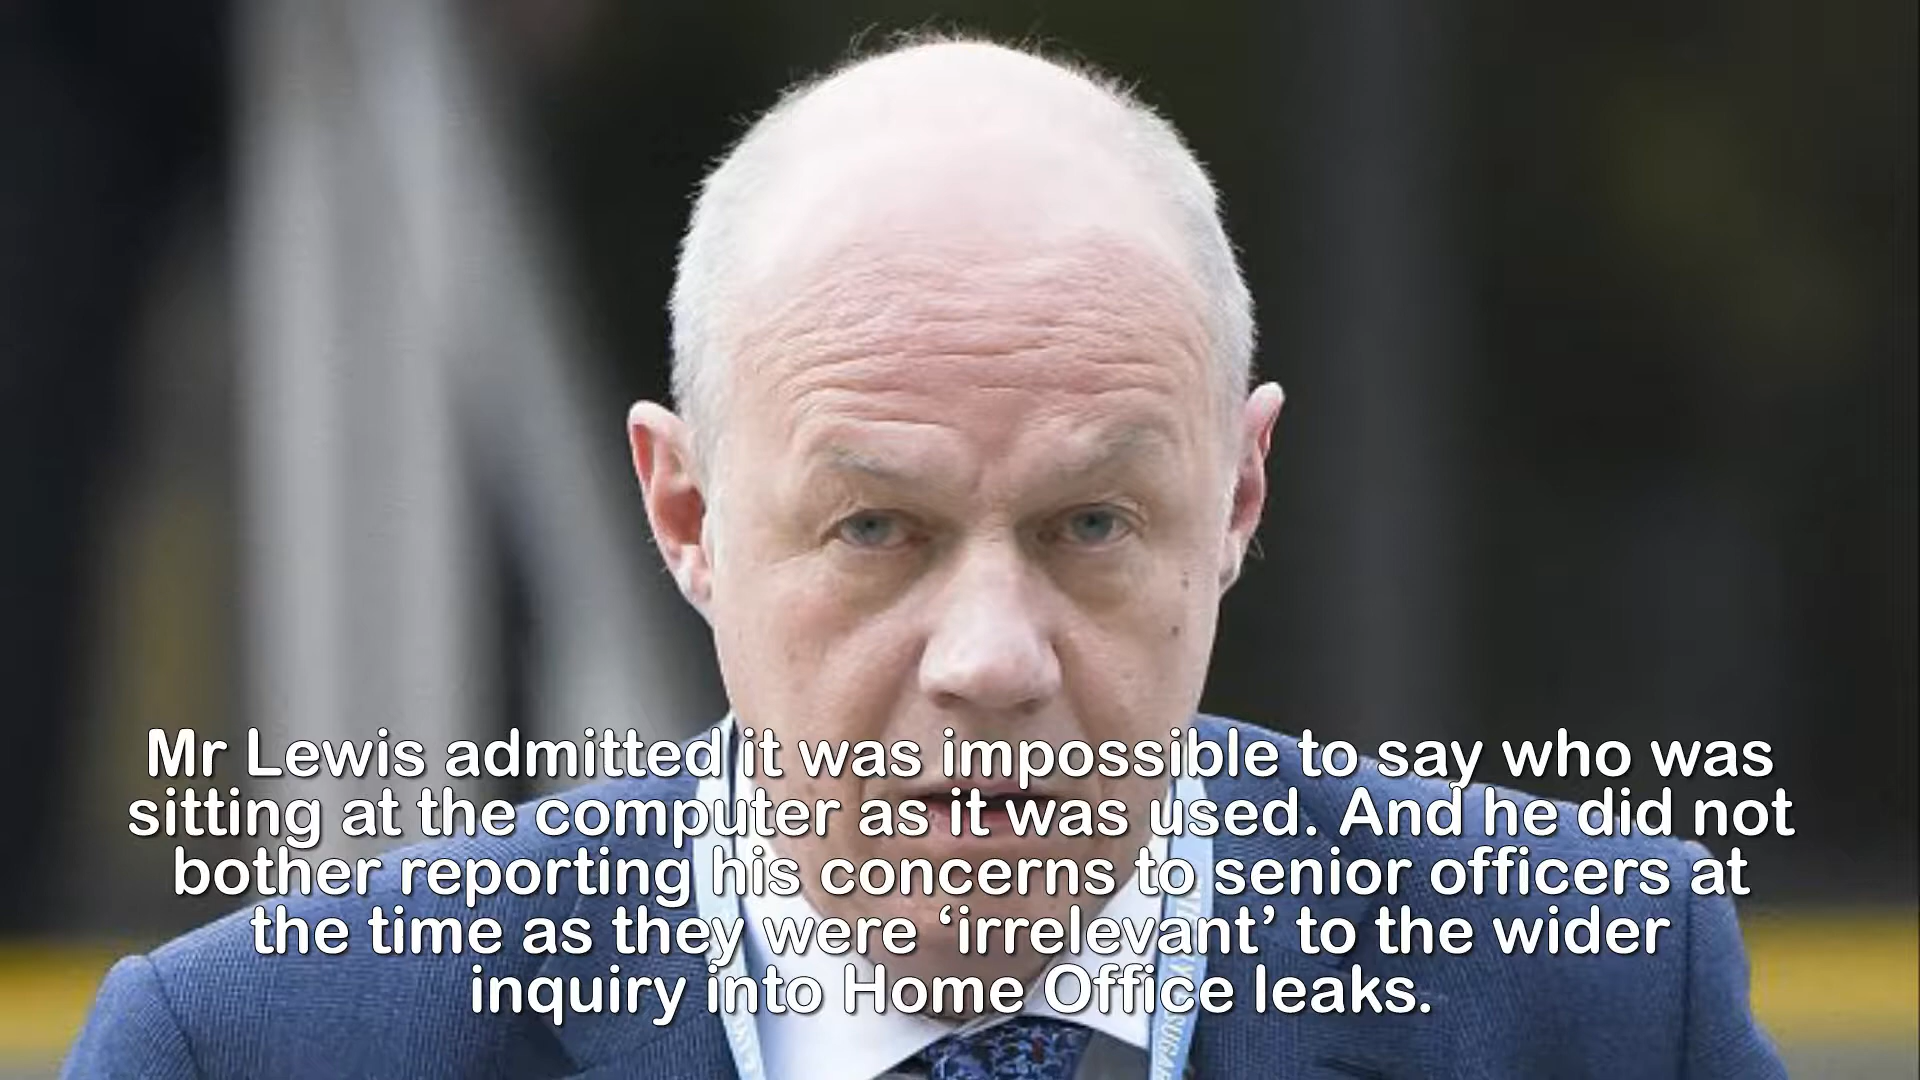 Mr Lewis admitted it was impossible to say who was
sitting at the computer as it was used. And he did not
bother reporting his concerns to senior officers at
the time as they were ‘irrelevant’ to the wider
inquiry into Home Office leaks.